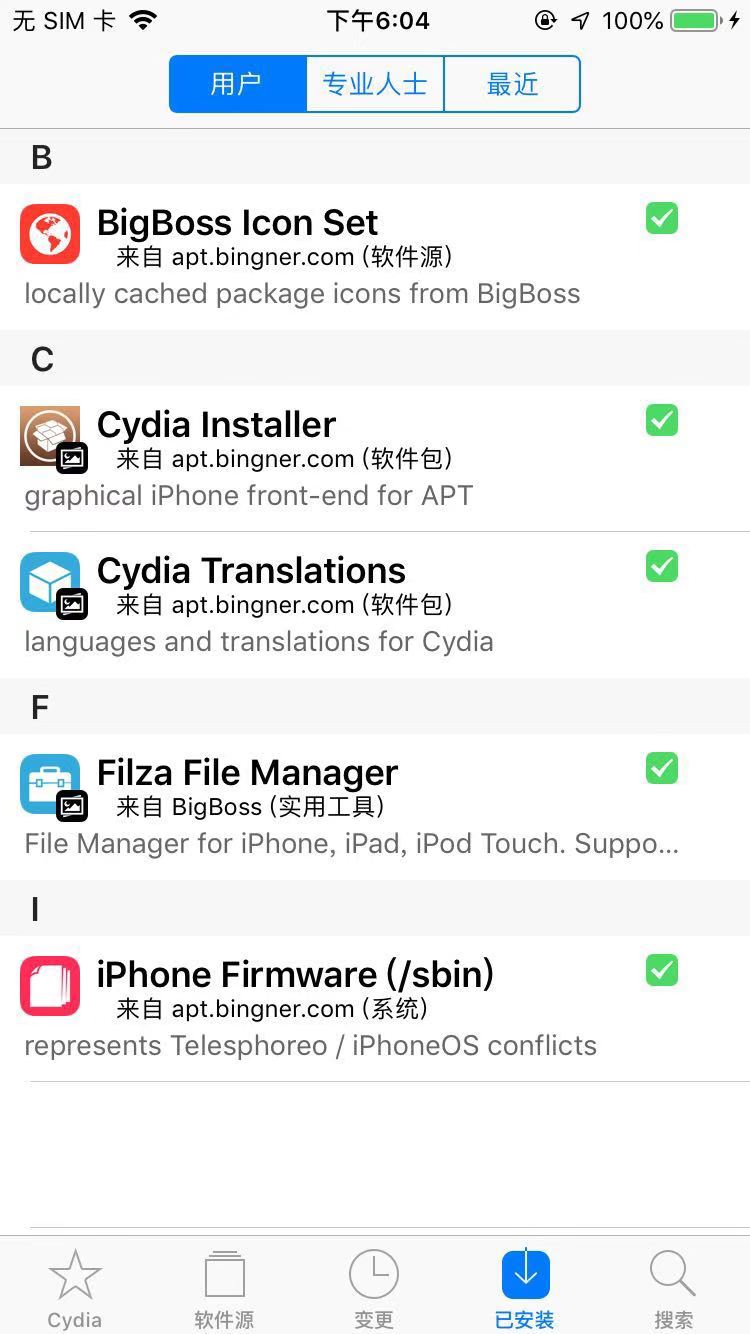 无 SIM 卡 下午6:04 100%
用户 专业人士 最近
B
BigBoss Icon Set
来自 apt.bingner.com (软件源)
locally cached package icons from BigBoss
C
Cydia Installer
来自 apt.bingner.com (软件包)
graphical iPhone front-end for APT
Cydia Translations
来自 apt.bingner.com (软件包)
languages and translations for Cydia
F
Filza File Manager
来自 BigBoss (实用工具)
File Manager for iPhone, iPad, iPod Touch. Suppo...
I
iPhone Firmware (/sbin)
来自 apt.bingner.com (系统)
represents Telesphoreo / iPhoneOS conflicts
Cydia 软件源 变更 已安装 搜索